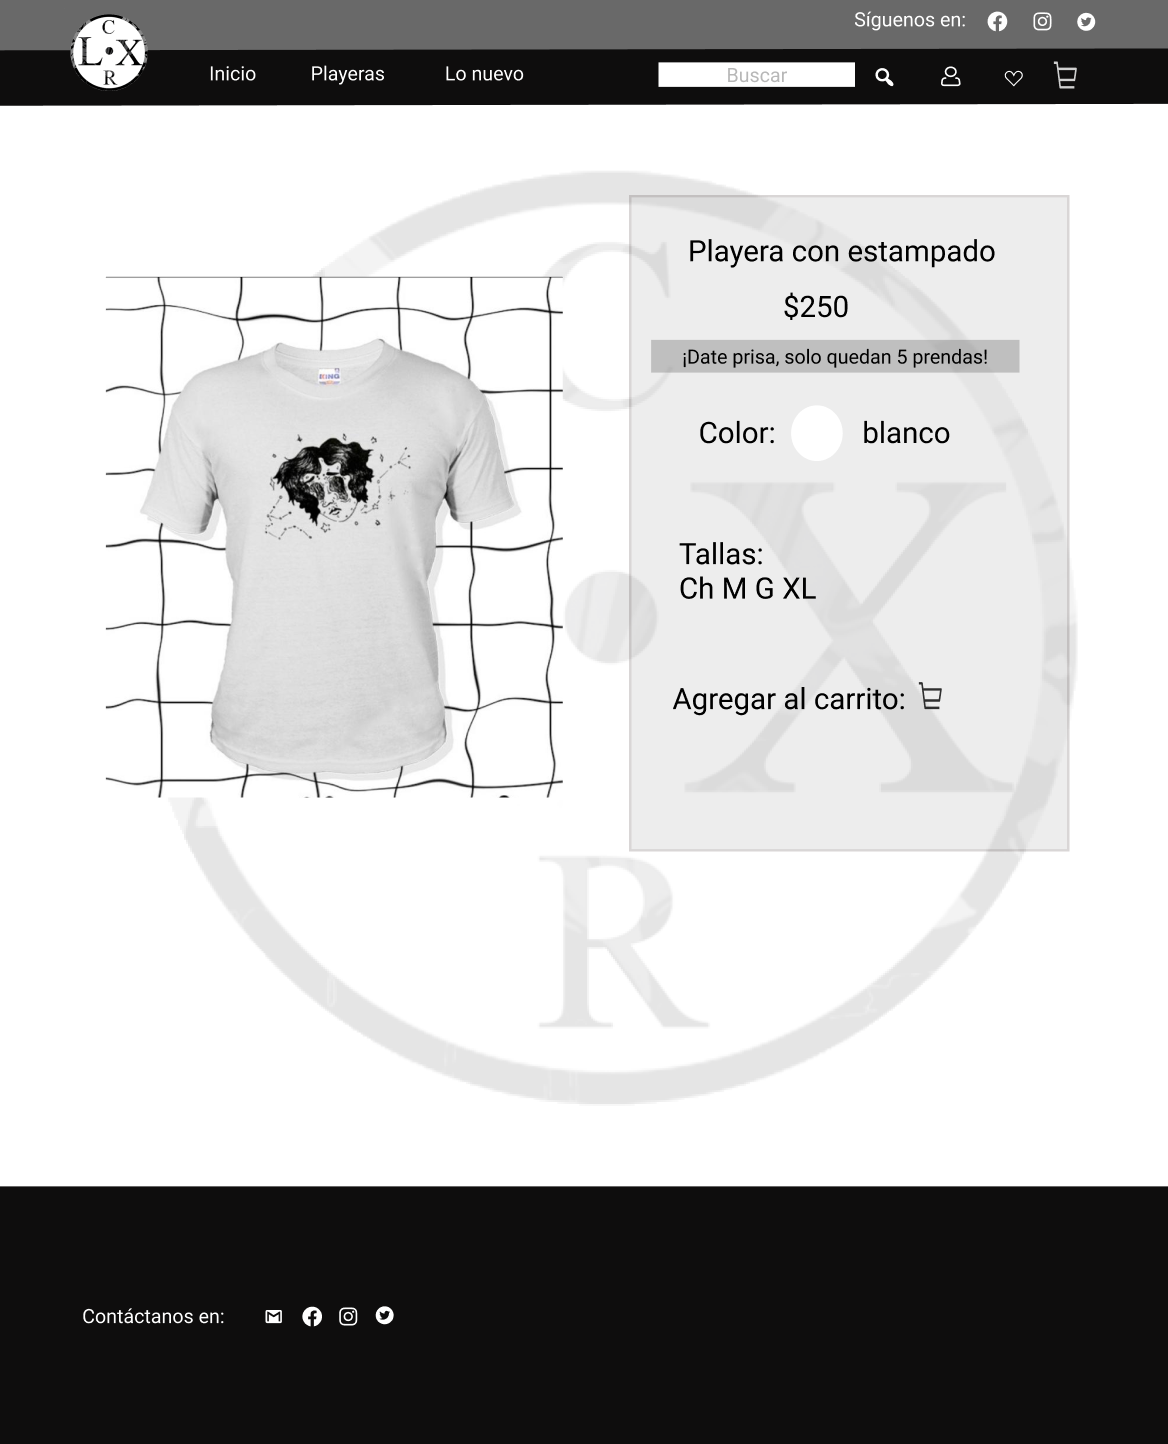 Síguenos en:
C
L • X
R
Inicio
Playeras
Lo nuevo
Buscar
C
Playera con estampado
$250
¡Date prisa, solo quedan 5 prendas!
RING
Color: blanco
X
Tallas:
Ch M G XL
Agregar al carrito:
R
Contáctanos en: